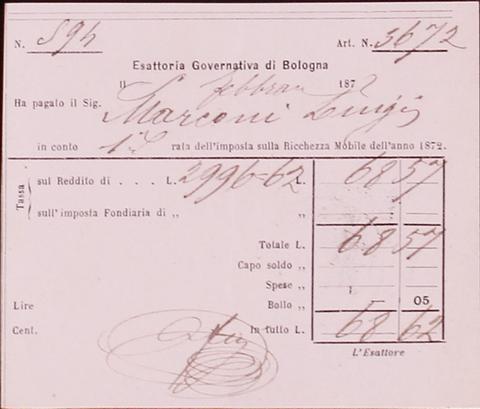 N. 594 Art. N. 3672
Esattoria Governativa di Bologna
Il Febbraio 187
Ha pagato il Sig. Marconi Luigi
in conto 1a rata dell'imposta sulla Ricchezza Mobile dell'anno 1872.
Tassa
sul Reddito di . . . L. 2996-62 L. 68 57
sull'imposta Fondiaria di „ „
Totale L. 68 57
Capo soldo „
Spese „
Lire Bollo „ 05
Cent. In tutto L. 68 62
L'Esattore